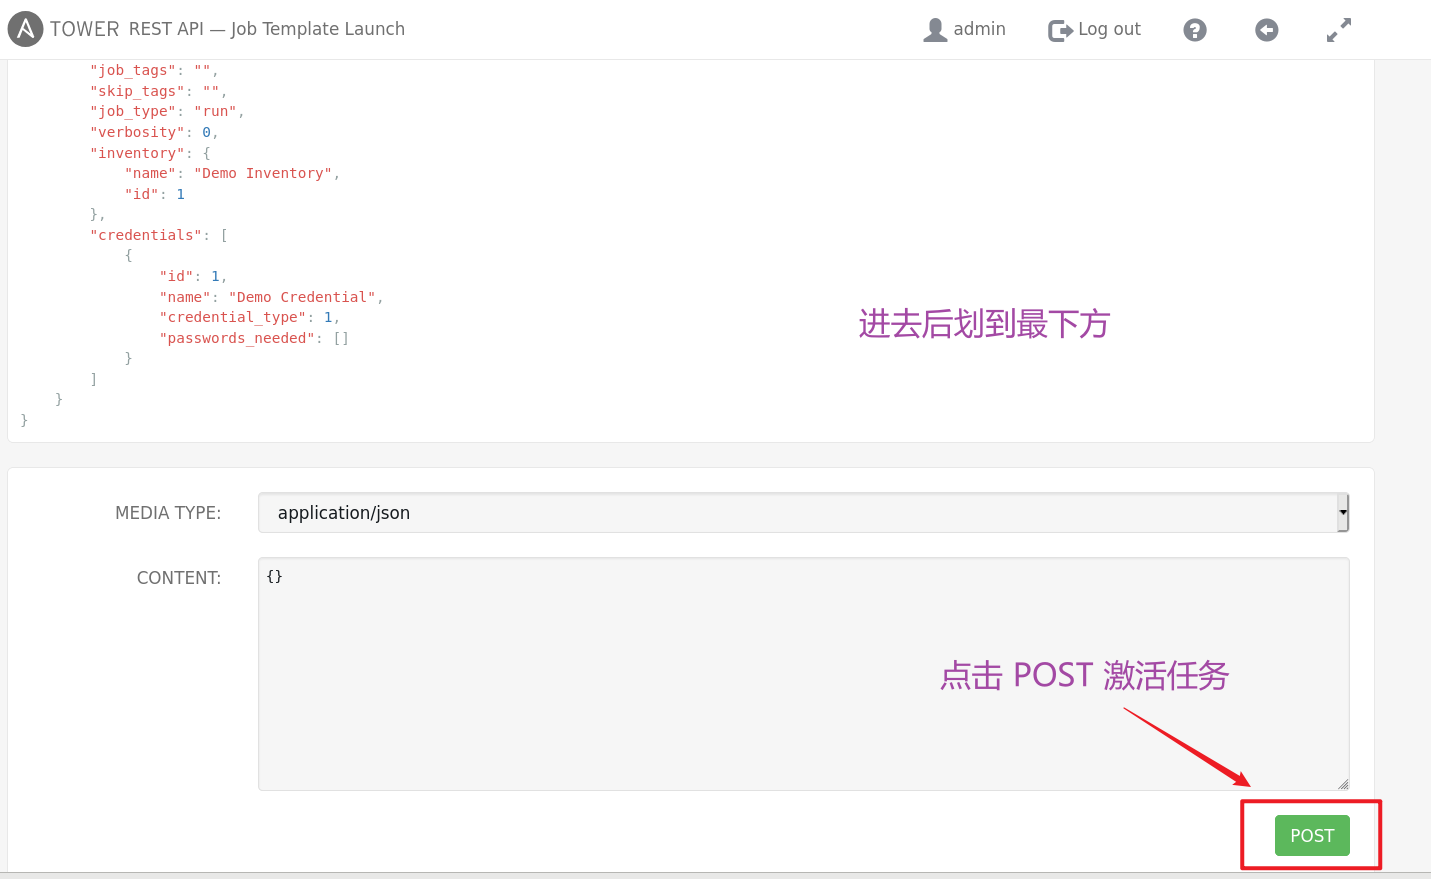 TOWER REST API — Job Template Launch admin Log out
"job_tags": "",
"skip_tags": "",
"job_type": "run",
"verbosity": 0,
"inventory": {
"name": "Demo Inventory",
"id": 1
},
"credentials": [
{
"id": 1,
"name": "Demo Credential",
"credential_type": 1,
"passwords_needed": []
}
]
}
}
进去后划到最下方
MEDIA TYPE: application/json
CONTENT: {}
点击 POST 激活任务
POST